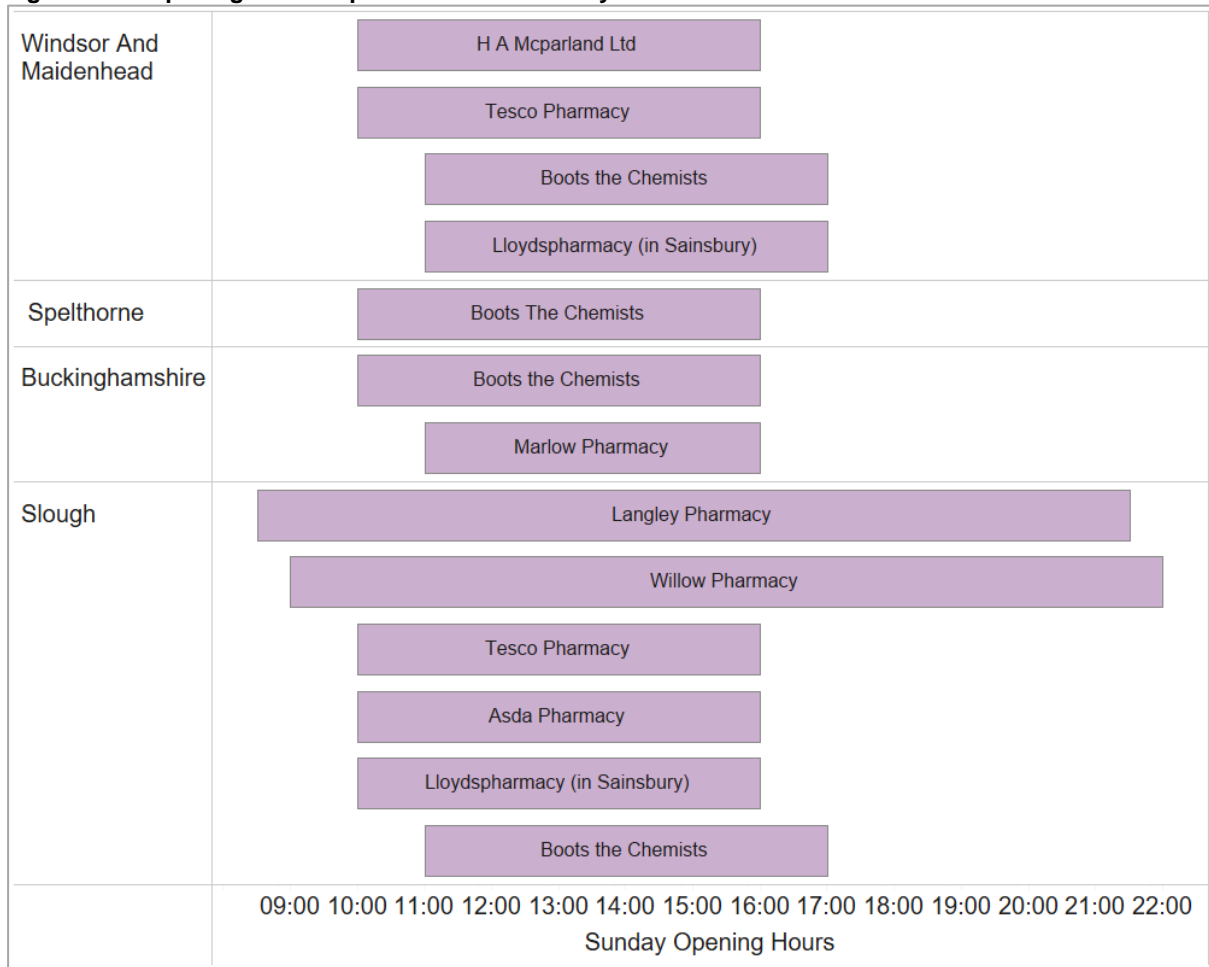 Windsor And
Maidenhead
H A Mcparland Ltd
Tesco Pharmacy
Boots the Chemists
Lloydspharmacy (in Sainsbury)
Spelthorne
Boots The Chemists
Buckinghamshire
Boots the Chemists
Marlow Pharmacy
Slough
Langley Pharmacy
Willow Pharmacy
Tesco Pharmacy
Asda Pharmacy
Lloydspharmacy (in Sainsbury)
Boots the Chemists
09:00 10:00 11:00 12:00 13:00 14:00 15:00 16:00 17:00 18:00 19:00 20:00 21:00 22:00
Sunday Opening Hours